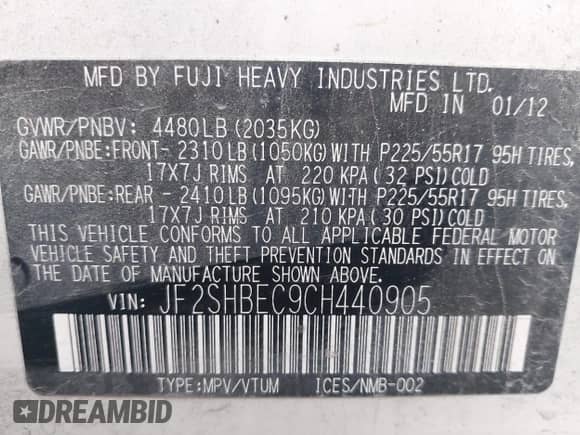 MFD BY FUJI HEAVY INDUSTRIES LTD.
MFD IN 01/12
GVWR/PNBV: 4480LB(2035KG)
GAWR/PNBE:FRONT- 2310LB(1050KG)WITH P225/55R17 95H TIRES,
17X7J RIMS AT 220 KPA(32 PSI)COLD
GAWR/PNBE:REAR - 2410LB(1095KG)WITH P225/55R17 95H TIRES,
17X7J RIMS AT 210 KPA(30 PSI)COLD
THIS VEHICLE CONFORMS TO ALL APPLICABLE FEDERAL MOTOR
VEHICLE SAFETY AND THEFT PREVENTION STANDARDS IN EFFECT ON
THE DATE OF MANUFACTURE SHOWN ABOVE.
VIN: JF2SHBEC9CH440905
TYPE:MPV/VTUM ICES/NMB-002
DREAMBID